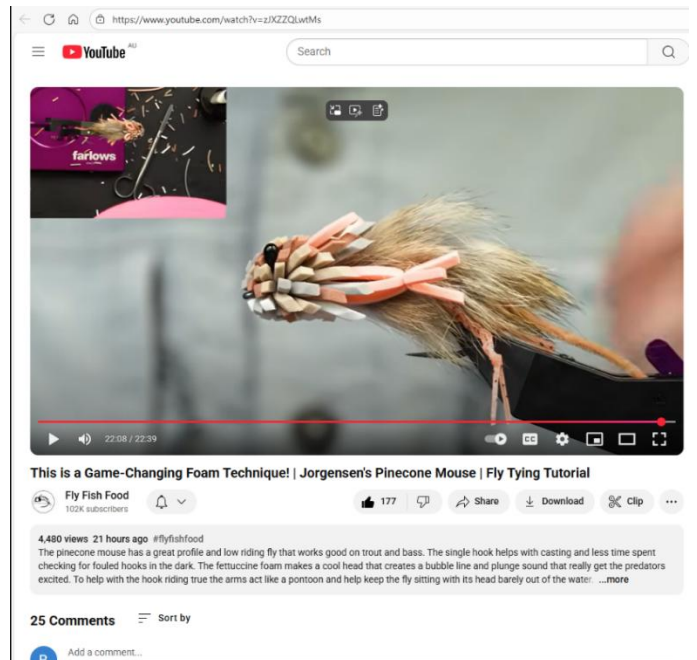 https://www.youtube.com/watch?v=zJXZZQLwtMs
YouTube AU
Search
farlows
22:08 / 22:39
CC
This is a Game-Changing Foam Technique! | Jorgensen's Pinecone Mouse | Fly Tying Tutorial
Fly Fish Food
102K subscribers
177
Share
Download
Clip
4,480 views 21 hours ago #flyfishfood
The pinecone mouse has a great profile and low riding fly that works good on trout and bass. The single hook helps with casting and less time spent
checking for fouled hooks in the dark. The fettuccine foam makes a cool head that creates a bubble line and plunge sound that really get the predators
excited. To help with the hook riding true the arms act like a pontoon and help keep the fly sitting with its head barely out of the water. ...more
25 Comments
Sort by
Add a comment...